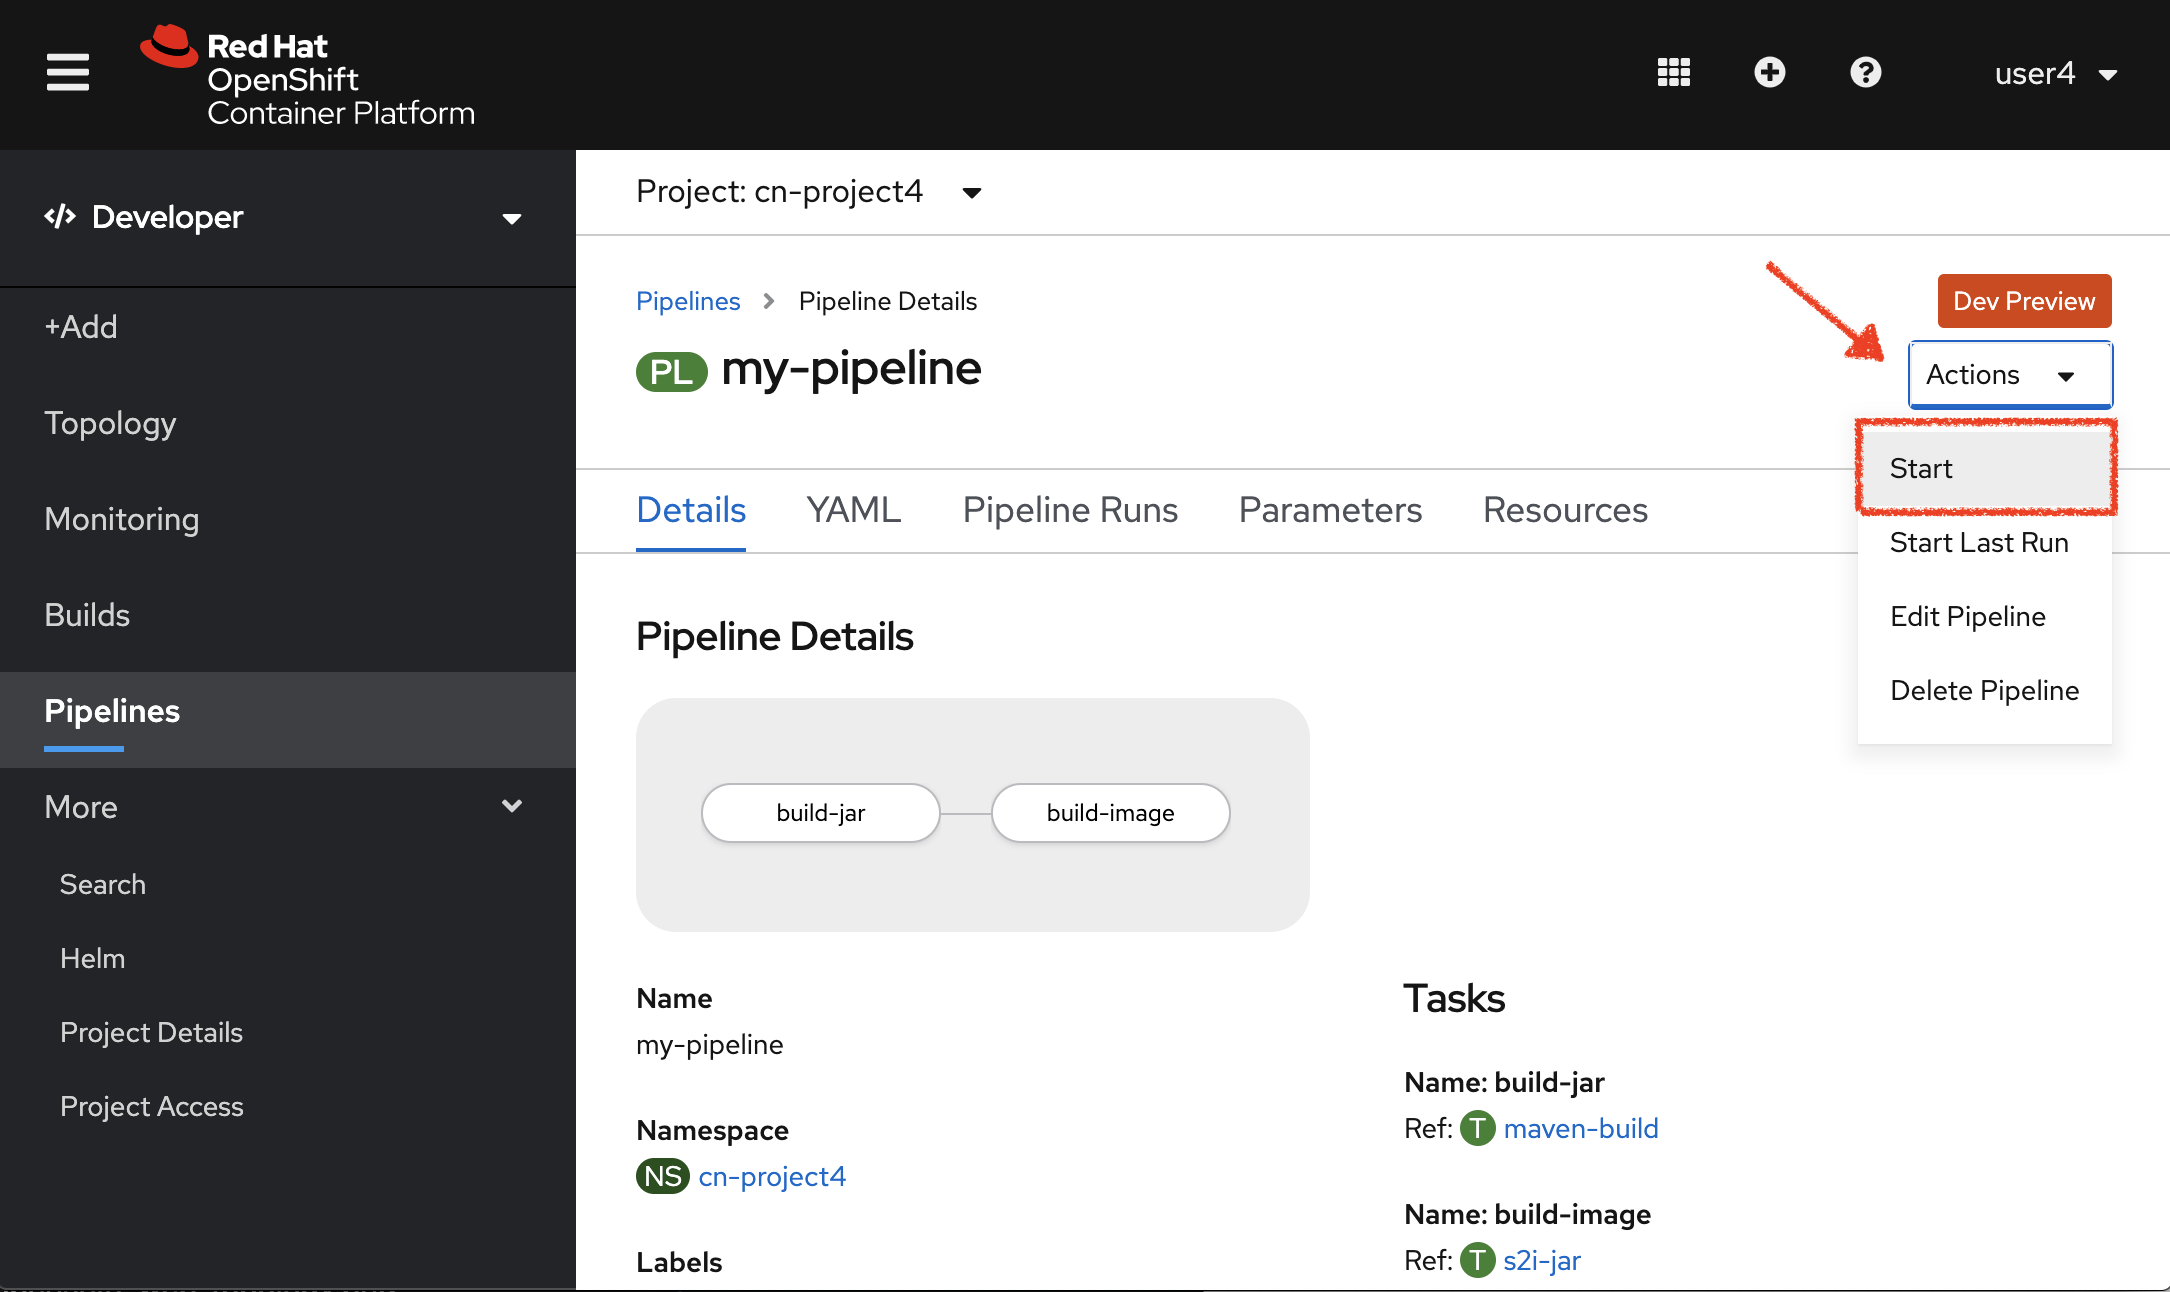 Red Hat
OpenShift
Container Platform
user4
Developer
+Add
Topology
Monitoring
Builds
Pipelines
More
Search
Helm
Project Details
Project Access
Project: cn-project4
Pipelines > Pipeline Details
Dev Preview
PL my-pipeline
Actions
Start
Start Last Run
Edit Pipeline
Delete Pipeline
Details YAML Pipeline Runs Parameters Resources
Pipeline Details
build-jar build-image
Name
my-pipeline
Namespace
NS cn-project4
Labels
Tasks
Name: build-jar
Ref: T maven-build
Name: build-image
Ref: T s2i-jar